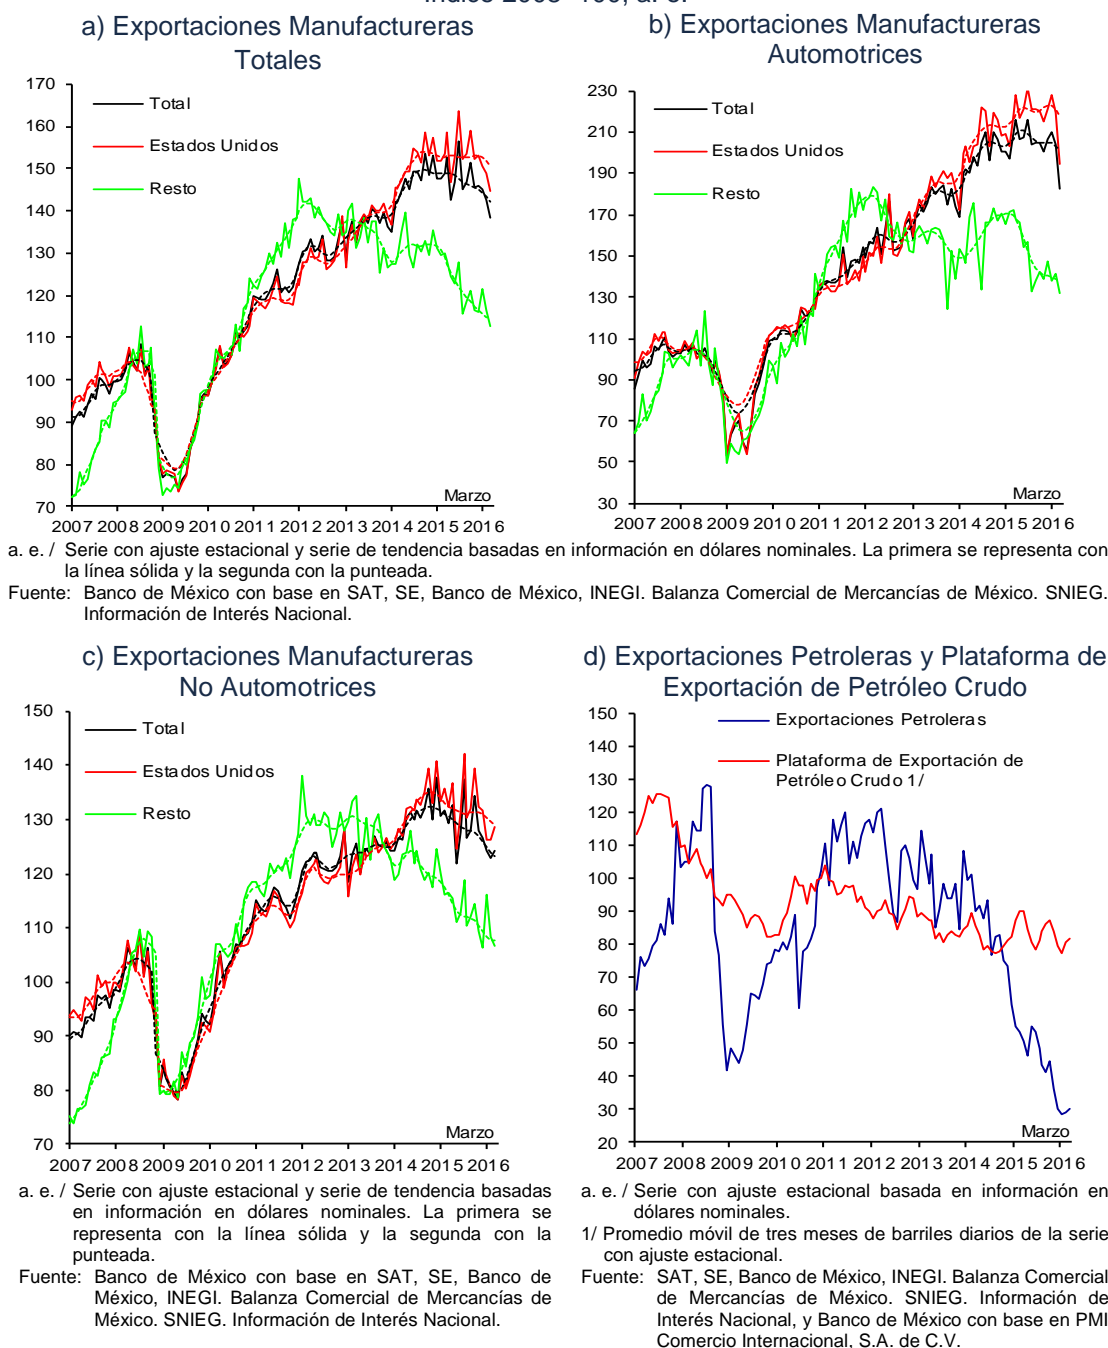 a) Exportaciones Manufactureras
Totales
170
160
150
140
130
120
110
100
90
80
70
Total
Estados Unidos
Resto
Marzo
2007 2008 2009 2010 2011 2012 2013 2014 2015 2016
b) Exportaciones Manufactureras
Automotrices
230
210
190
170
150
130
110
90
70
50
30
Total
Estados Unidos
Resto
Marzo
2007 2008 2009 2010 2011 2012 2013 2014 2015 2016
a. e. / Serie con ajuste estacional y serie de tendencia basadas en información en dólares nominales. La primera se representa con
la línea sólida y la segunda con la punteada.
Fuente: Banco de México con base en SAT, SE, Banco de México, INEGI. Balanza Comercial de Mercancías de México. SNIEG.
Información de Interés Nacional.
c) Exportaciones Manufactureras
No Automotrices
150
140
130
120
110
100
90
80
70
Total
Estados Unidos
Resto
Marzo
2007 2008 2009 2010 2011 2012 2013 2014 2015 2016
a. e. / Serie con ajuste estacional y serie de tendencia basadas
en información en dólares nominales. La primera se
representa con la línea sólida y la segunda con la
punteada.
Fuente: Banco de México con base en SAT, SE, Banco de
México, INEGI. Balanza Comercial de Mercancías de
México. SNIEG. Información de Interés Nacional.
d) Exportaciones Petroleras y Plataforma de
Exportación de Petróleo Crudo
150
140
130
120
110
100
90
80
70
60
50
40
30
20
Exportaciones Petroleras
Plataforma de Exportación de
Petróleo Crudo 1/
Marzo
2007 2008 2009 2010 2011 2012 2013 2014 2015 2016
a. e. / Serie con ajuste estacional basada en información en
dólares nominales.
1/ Promedio móvil de tres meses de barriles diarios de la serie
con ajuste estacional.
Fuente: SAT, SE, Banco de México, INEGI. Balanza Comercial
de Mercancías de México. SNIEG. Información de
Interés Nacional, y Banco de México con base en PMI
Comercio Internacional, S.A. de C.V.